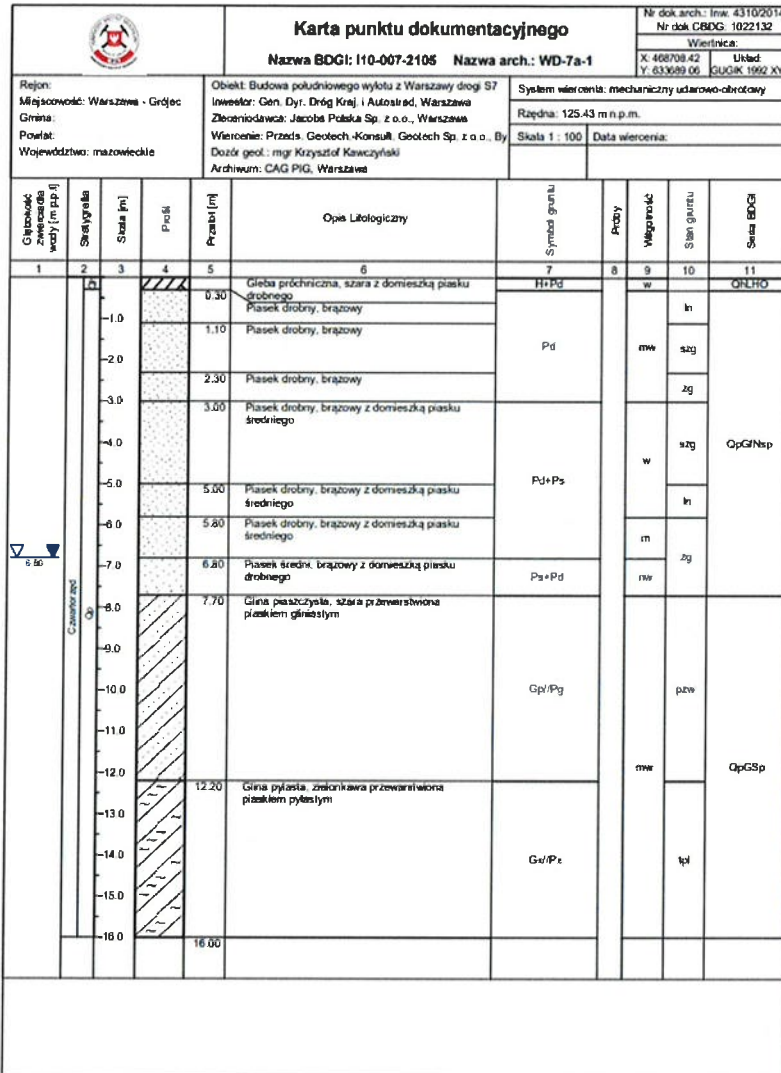 Karta punktu dokumentacyjnego
Nazwa BDGI: I10-007-2105 Nazwa arch.: WD-7a-1
Nr dok.arch.: Inw. 4310/2014
Nr dok CBDG: 1022132
Wiertnica:
X: 468708.42
Y: 633689.06
Układ:
GUGIK 1992 XY
Rejon:
Miejscowość: Warszawa - Grójec
Gmina:
Powiat:
Województwo: mazowieckie
Obiekt: Budowa południowego wylotu z Warszawy drogi S7
Inwestor: Gen. Dyr. Dróg Kraj. i Autostrad, Warszawa
Zleceniodawca: Jacobs Polska Sp. z o.o., Warszawa
Wiercenie: Przeds. Geotech.-Konsult. Geotech Sp. z o.o., By
Dozór geol.: mgr Krzysztof Kawczyński
Archiwum: CAG PIG, Warszawa
System wiercenia: mechaniczny udarowo-obrotowy
Rzędna: 125.43 m n.p.m.
Skala 1 : 100 Data wiercenia:
Głębokość zwierciadła wody [m p.p.t]
Stratygrafia
Skala [m]
Profil
Przelot [m]
Opis Litologiczny
Symbol gruntu
Próby
Wilgotność
Stan gruntu
Seria BDGI
1 2 3 4 5 6 7 8 9 10 11
Gleba próchniczna, szara z domieszką piasku
drobnego
H+Pd w QhLHO
0.30 Piasek drobny, brązowy ln
-1.0
1.10 Piasek drobny, brązowy
Pd mw szg
-2.0
2.30 Piasek drobny, brązowy
zg
-3.0
3.00 Piasek drobny, brązowy z domieszką piasku
średniego
-4.0
w szg QpGfNsp
Pd+Ps
-5.0
5.00 Piasek drobny, brązowy z domieszką piasku
średniego
ln
-6.0
5.80 Piasek drobny, brązowy z domieszką piasku
średniego
m
zg
6.80
-7.0
6.80 Piasek średni, brązowy z domieszką piasku
drobnego
Ps+Pd nw
Czwartorzęd
Qp
-8.0
7.70 Glina piaszczysta, szara przewarstwiona
piaskiem gliniastym
-9.0
-10.0
Gp//Pg pzw
-11.0
-12.0
mw QpGSp
12.20 Glina pylasta, zielonkawa przewarstwiona
piaskiem pylastym
-13.0
-14.0
Gπ//Pπ tpl
-15.0
-16.0
16.00